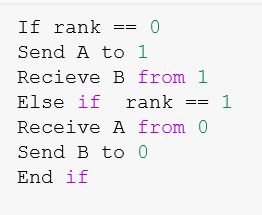 If rank == 0
Send A to 1
Recieve B from 1
Else if  rank == 1
Receive A from 0
Send B to 0
End if